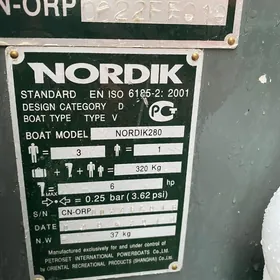 N-ORP
NORDIK
STANDARD EN ISO 6185-2: 2001
DESIGN CATEGORY D
BOAT TYPE TYPE V
BOAT MODEL NORDIK280
= 3 = 1
+ + = 320 Kg
MAX = 6 hp
= 0.25 bar (3.62 psi)
S/N CN-ORP
DATE
N.W 37 kg
Manufactured exclusively for and under control of
PETROSET INTERNATIONAL POWERBOATS Co., Ltd
by ORIENTAL RECREATIONAL PRODUCTS (SHANGHAI) Co., Ltd.